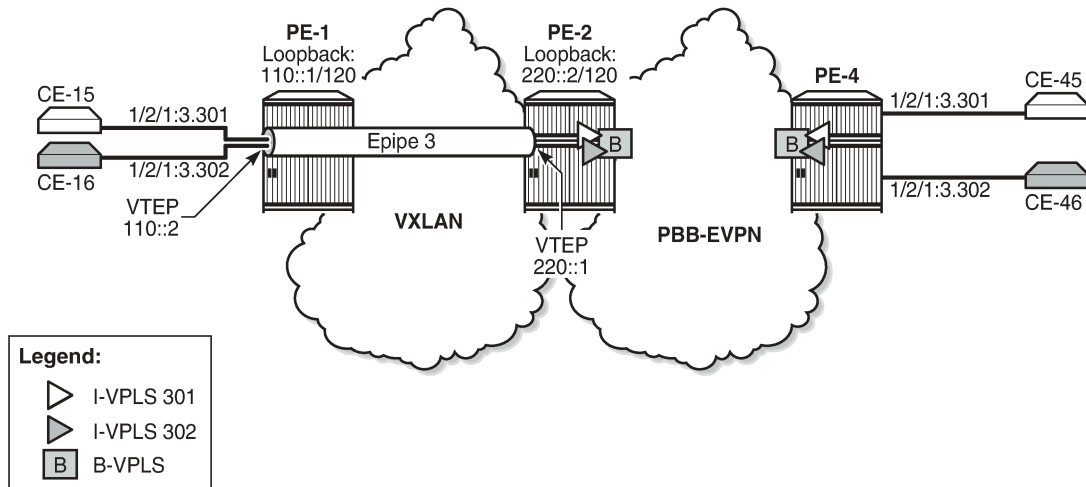 PE-1
Loopback:
110::1/120
PE-2
Loopback:
220::2/120
PE-4
CE-15
1/2/1:3.301
CE-16
1/2/1:3.302
Epipe 3
B
B
1/2/1:3.301
CE-45
1/2/1:3.302
CE-46
VTEP
110::2
VXLAN
VTEP
220::1
PBB-EVPN
Legend:
I-VPLS 301
I-VPLS 302
B
B-VPLS